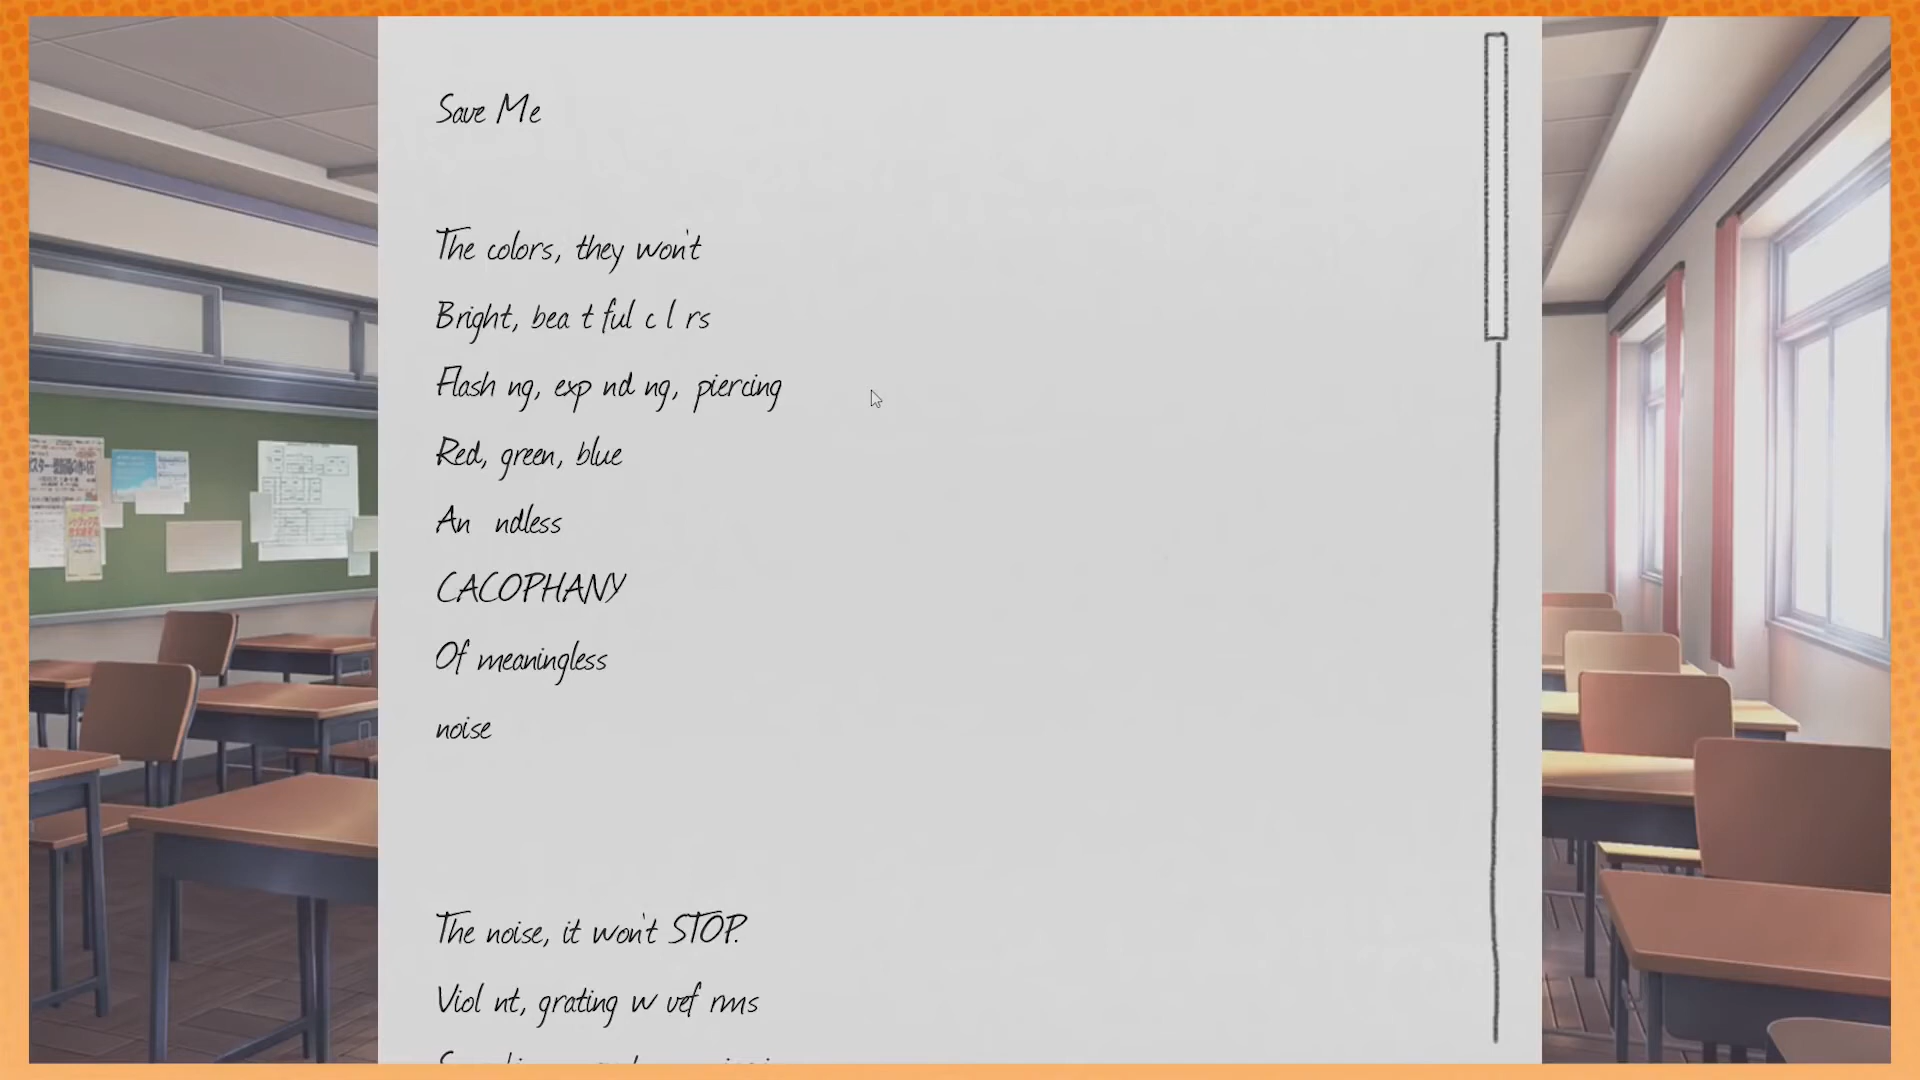 Save Me
The colors, they won't
Bright, bea t ful c l rs
Flash ng, exp nd ng, piercing
Red, green, blue
An  ndless
CACOPHANY
Of meaningless
noise
The noise, it won't STOP.
Viol nt, grating w vef rms